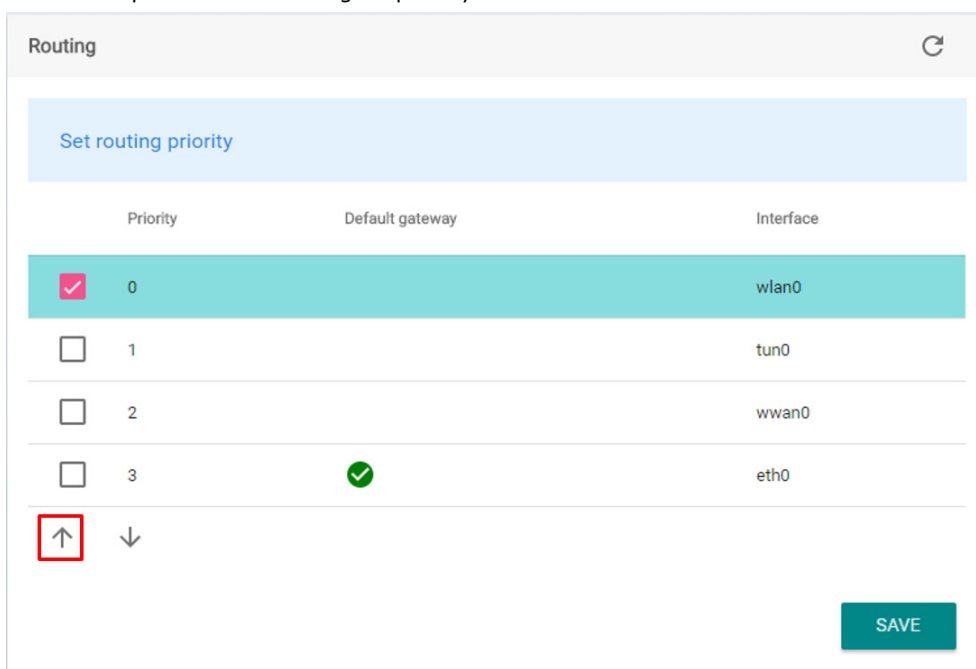 Routing
Set routing priority
Priority Default gateway Interface
0 wlan0
1 tun0
2 wwan0
3 eth0
SAVE